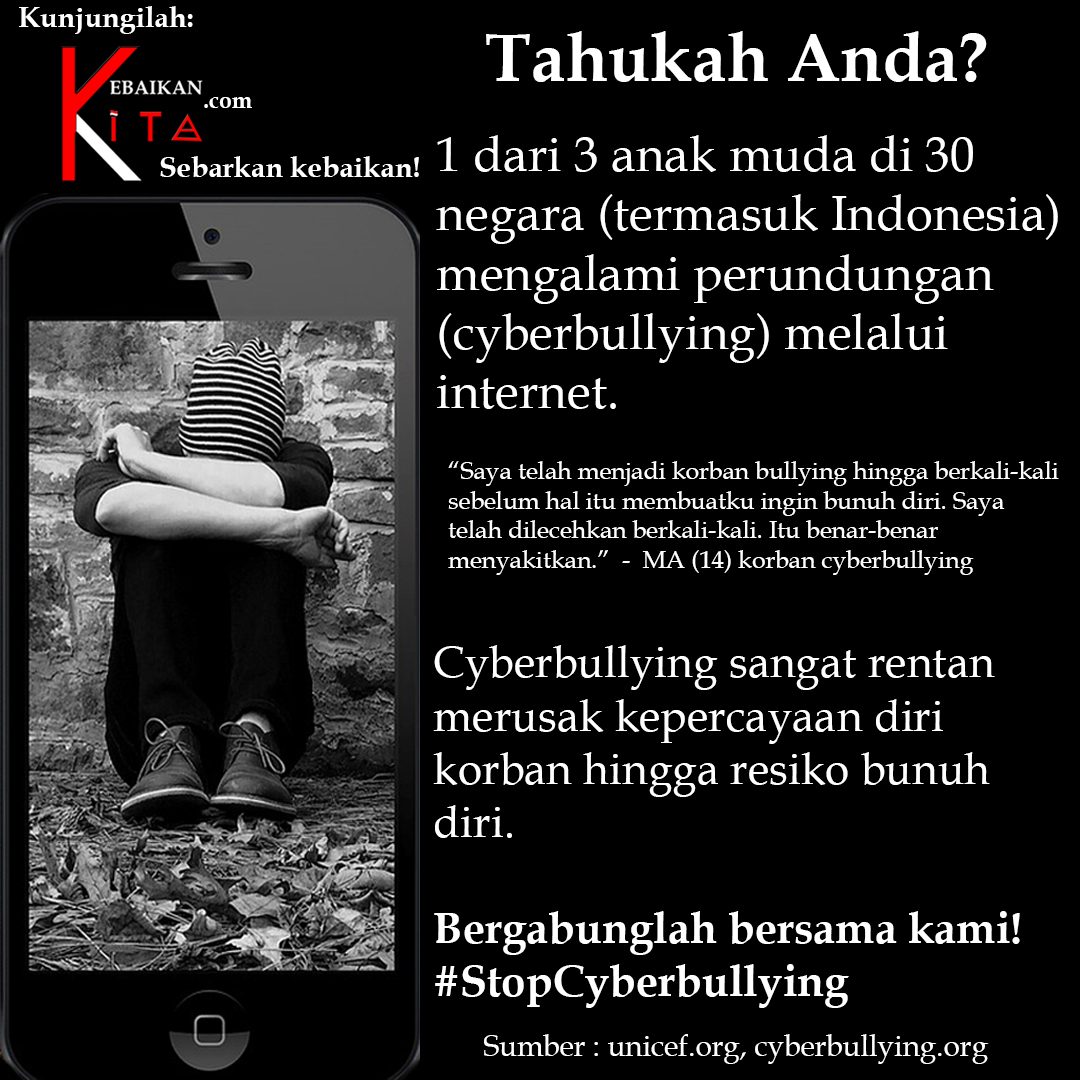 Kunjungilah:
KEBAIKAN
KiTA.com
Sebarkan kebaikan!
Tahukah Anda?
1 dari 3 anak muda di 30
negara (termasuk Indonesia)
mengalami perundungan
(cyberbullying) melalui
internet.
“Saya telah menjadi korban bullying hingga berkali-kali
sebelum hal itu membuatku ingin bunuh diri. Saya
telah dilecehkan berkali-kali. Itu benar-benar
menyakitkan.” - MA (14) korban cyberbullying
Cyberbullying sangat rentan
merusak kepercayaan diri
korban hingga resiko bunuh
diri.
Bergabunglah bersama kami!
#StopCyberbullying
Sumber : unicef.org, cyberbullying.org